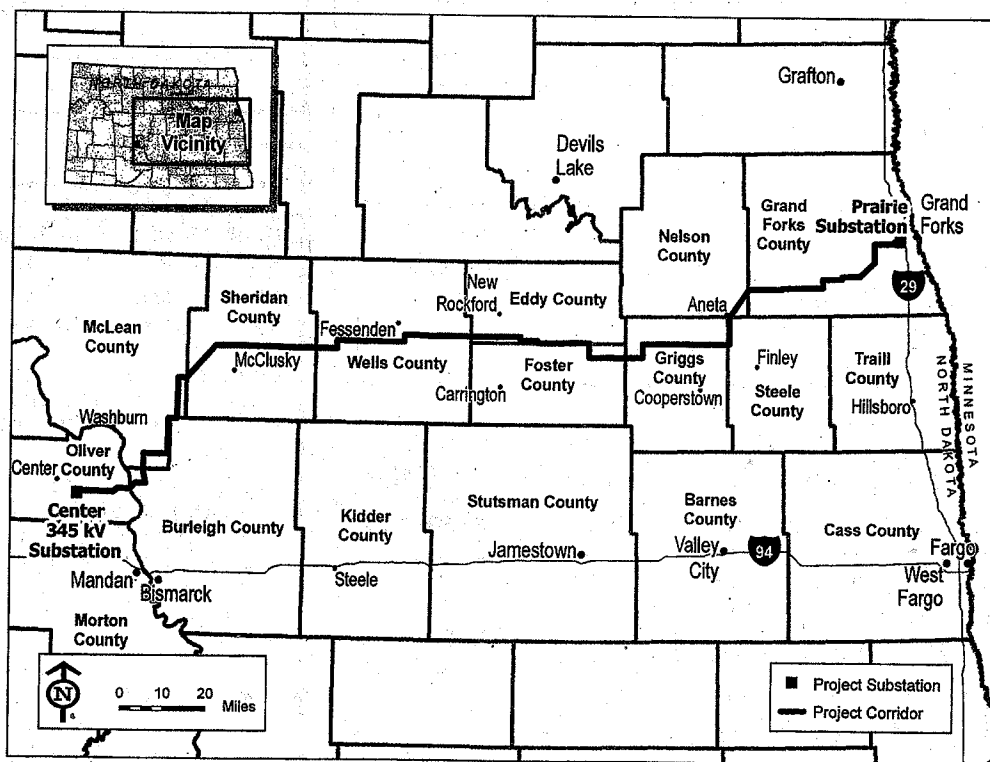 NORTH DAKOTA
Map
Vicinity
Grafton
Devils
Lake
Grand
Forks
County
Prairie
Substation
Grand
Forks
Nelson
County
29
New
Rockford
Eddy County
Aneta
Sheridan
County
McLean
County
Fessenden
McClusky
Wells County
Foster
County
Carrington
Griggs
County
Cooperstown
Finley
Steele
County
Traill
County
Hillsboro
MINNESOTA
NORTH DAKOTA
Washburn
Oliver
County
Center
Center
345 kV
Substation
Burleigh County
Kidder
County
Stutsman County
Barnes
County
Cass County
Jamestown
Valley
City
94
Fargo
West
Fargo
Mandan
Bismarck
Steele
Morton
County
N
0 10 20
Miles
Project Substation
Project Corridor